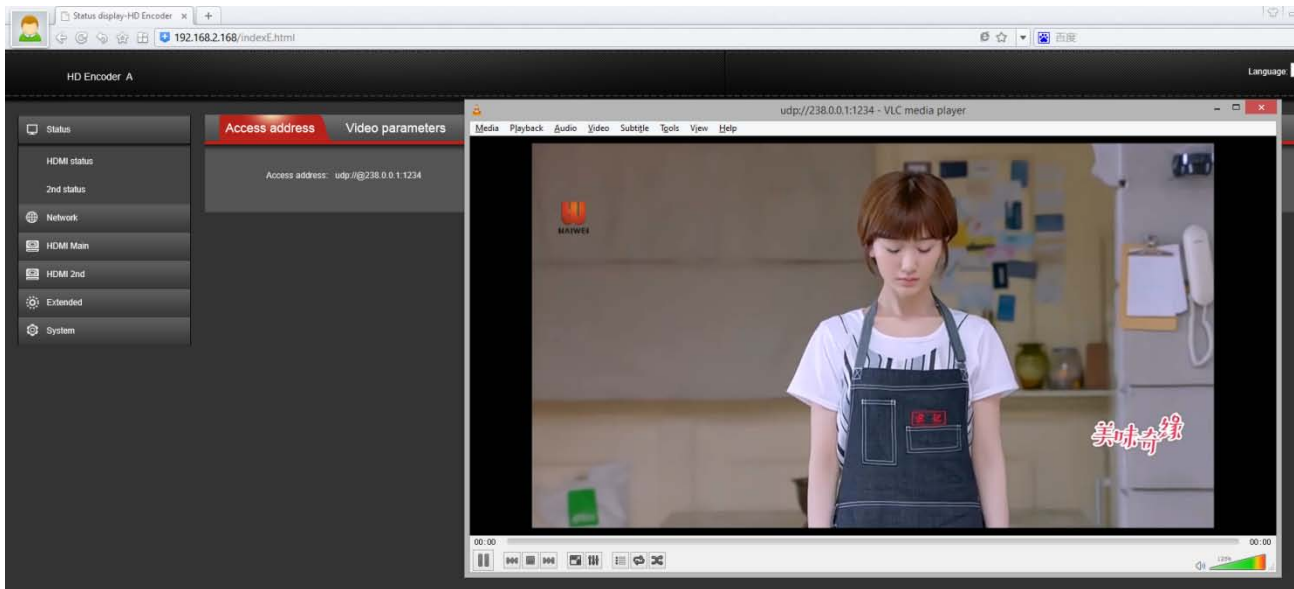 Status display-HD Encoder
192.168.2.168/indexE.html
百度
HD Encoder A
Language:
udp://238.0.0.1:1234 - VLC media player
Media Playback Audio Video Subtitle Tools View Help
Status
Access address
Video parameters
HDMI status
Access address: udp://@238.0.0.1:1234
2nd status
Network
HDMI Main
HDMI 2nd
Extended
System
HAIWEI
美味奇缘
00:00
00:00